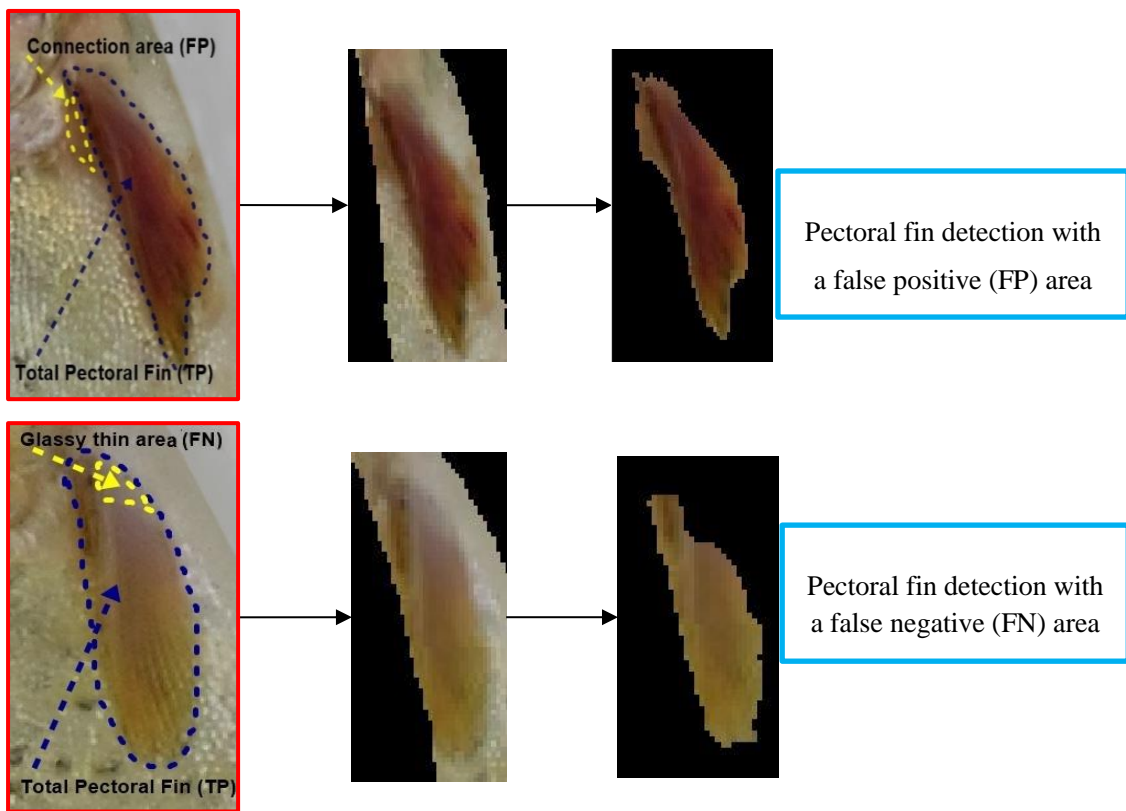 Connection area (FP)
Total Pectoral Fin (TP)
Pectoral fin detection with
a false positive (FP) area
Glassy thin area (FN)
Total Pectoral Fin (TP)
Pectoral fin detection with
a false negative (FN) area